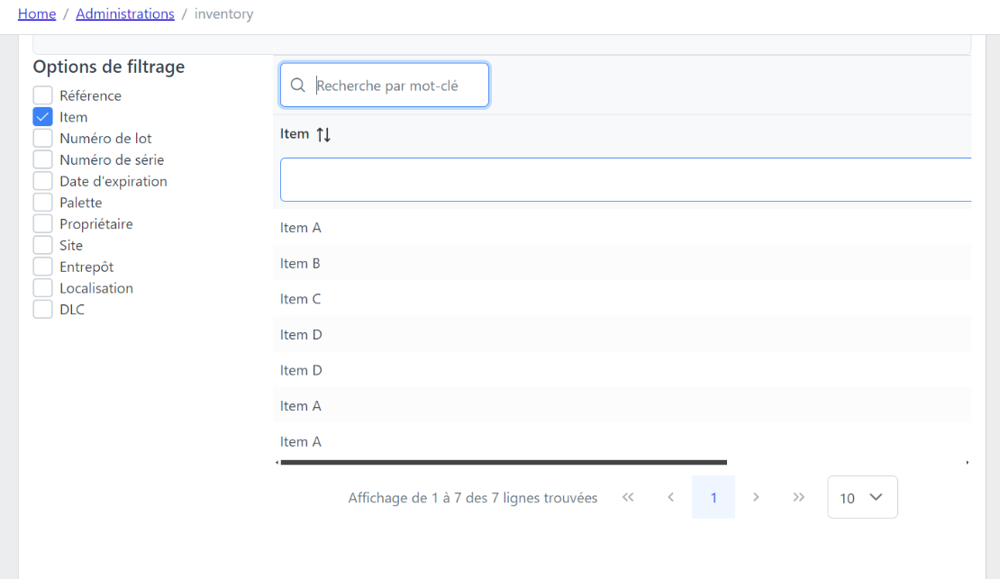 Home / Administrations / inventory
Options de filtrage
Référence
Item
Numéro de lot
Numéro de série
Date d'expiration
Palette
Propriétaire
Site
Entrepôt
Localisation
DLC
Recherche par mot-clé
Item
Item A
Item B
Item C
Item D
Item D
Item A
Item A
Affichage de 1 à 7 des 7 lignes trouvées « ‹ 1 › » 10